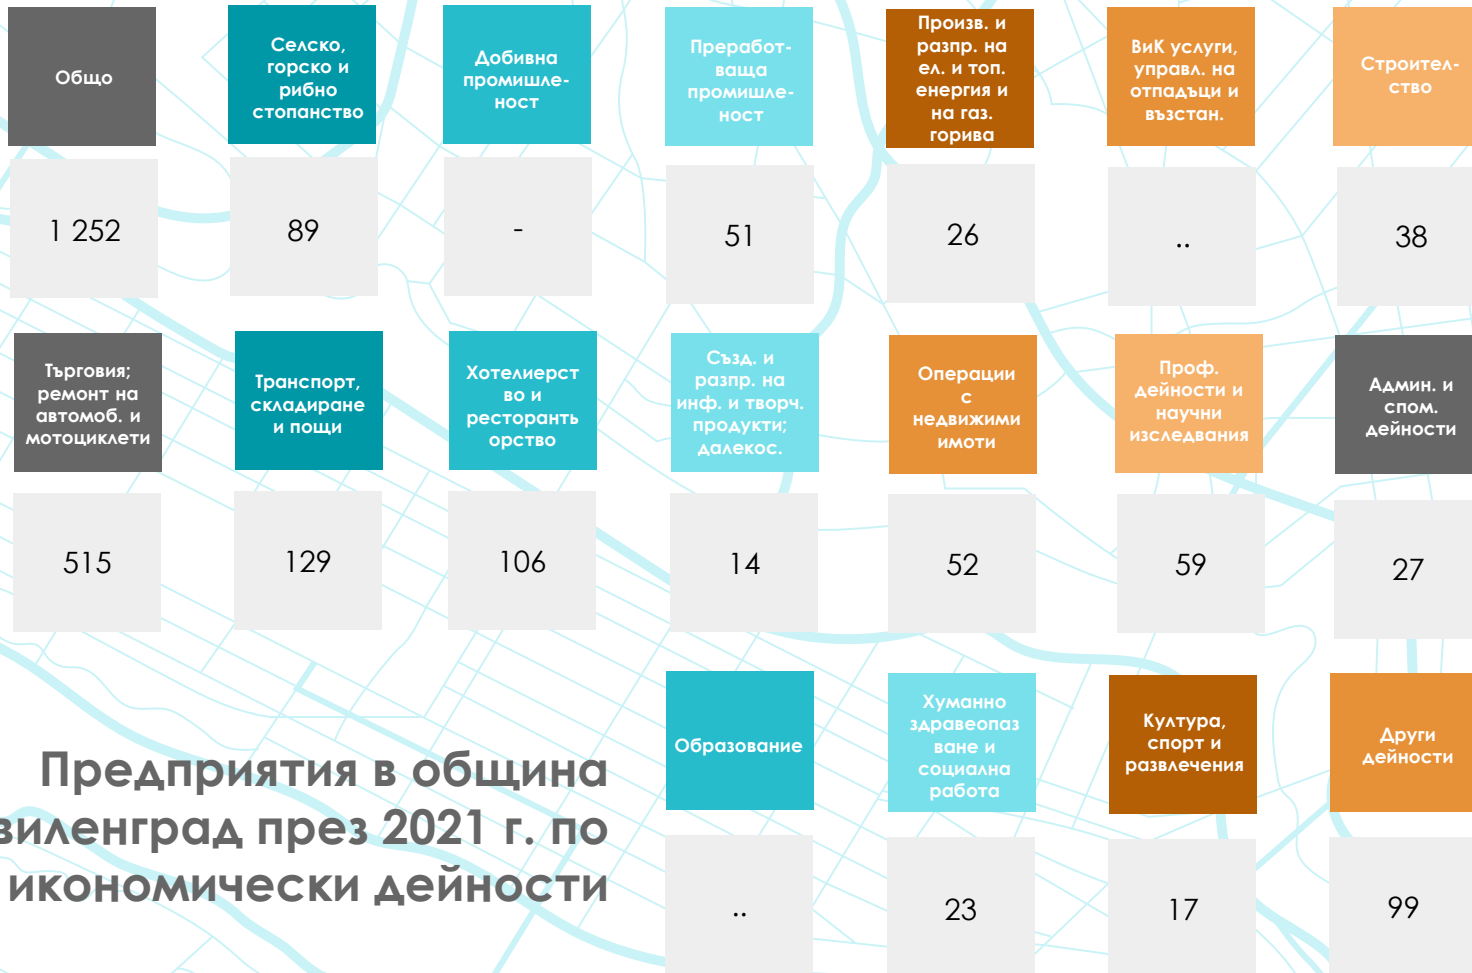 Общо
Селско,
горско и
рибно
стопанство
Добивна
промишле-
ност
Преработ-
ваща
промишле-
ност
Произв. и
разпр. на
ел. и топ.
енергия и
на газ.
горива
ВиК услуги,
управл. на
отпадъци и
възстан.
Строител-
ство
1 252
89
-
51
26
..
38
Търговия;
ремонт на
автомоб. и
мотоциклети
Транспорт,
складиране
и пощи
Хотелиерст
во и
ресторантъ
орство
Създ. и
разпр. на
инф. и творч.
продукти;
далекос.
Операции
с
недвижими
имоти
Проф.
дейности и
научни
изследвания
Админ. и
спом.
дейности
515
129
106
14
52
59
27
Образование
Хуманно
здравеопаз
ване и
социална
работа
Култура,
спорт и
развлечения
Други
дейности
..
23
17
99
Предприятия в община
виленград през 2021 г. по
икономически дейности